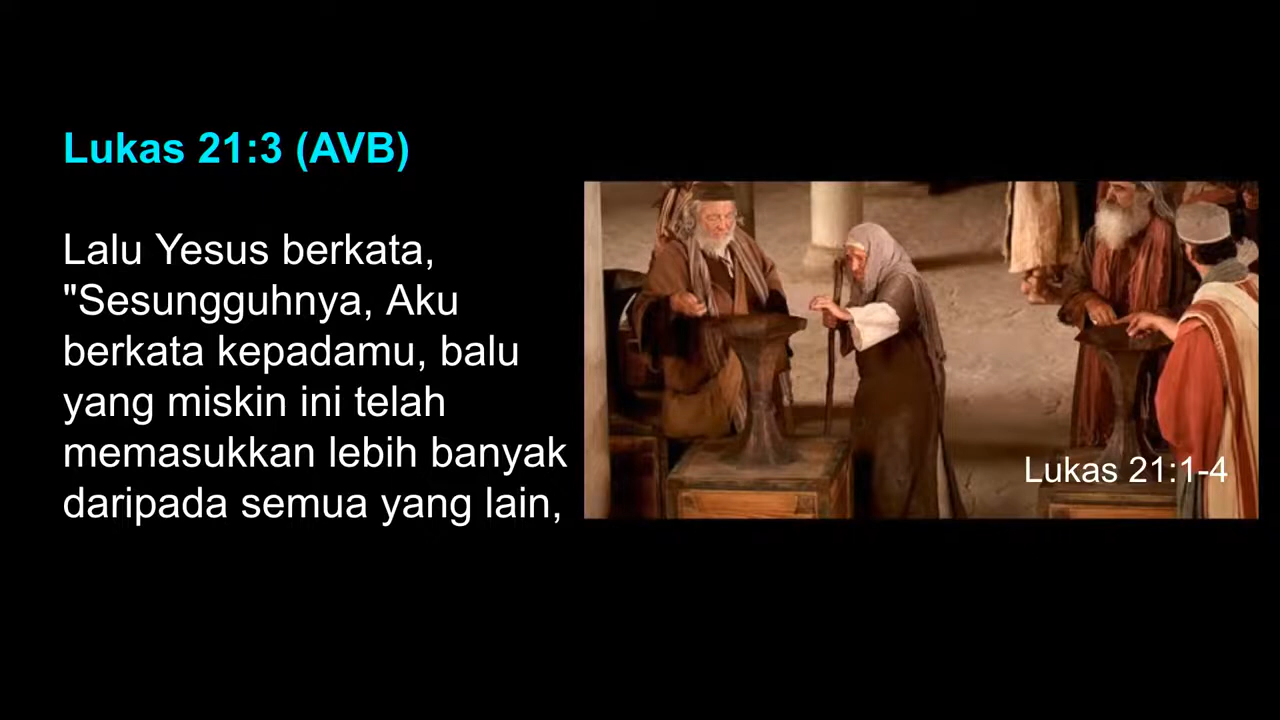 Lukas 21:3 (AVB)
Lalu Yesus berkata,
"Sesungguhnya, Aku
berkata kepadamu, balu
yang miskin ini telah
memasukkan lebih banyak
daripada semua yang lain,
Lukas 21:1-4